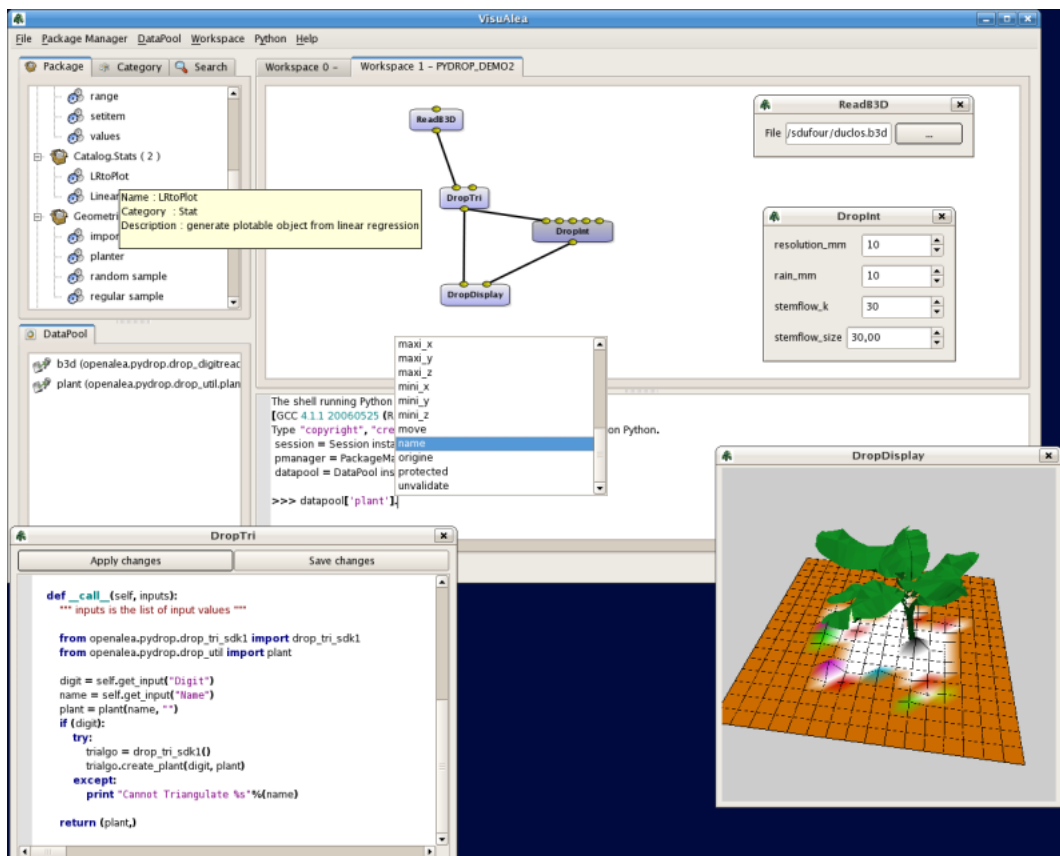 VisuAlea
File Package Manager DataPool Workspace Python Help
Package Category Search
range
setitem
values
Catalog.Stats ( 2 )
LRtoPlot
Linear
Name : LRtoPlot
Category : Stat
Description : generate plotable object from linear regression
Geometri
impor
planter
random sample
regular sample
DataPool
b3d (openalea.pydrop.drop_digitread
plant (openalea.pydrop.drop_util.plan
Workspace 0 – Workspace 1 – PYDROP_DEMO2
ReadB3D
DropTri
DropInt
DropDisplay
ReadB3D
File /sdufour/duclos.b3d ...
DropInt
resolution_mm 10
rain_mm 10
stemflow_k 30
stemflow_size 30,00
The shell running Python
[GCC 4.1.1 20060525 (R
Type "copyright", "cre on Python.
session = Session insta
pmanager = PackageMa
datapool = DataPool ins
>>> datapool['plant'].
maxi_x
maxi_y
maxi_z
mini_x
mini_y
mini_z
move
name
origine
protected
unvalidate
DropTri
Apply changes Save changes
def __call__(self, inputs):
""" inputs is the list of input values """
from openalea.pydrop.drop_tri_sdk1 import drop_tri_sdk1
from openalea.pydrop.drop_util import plant
digit = self.get_input("Digit")
name = self.get_input("Name")
plant = plant(name, "")
if (digit):
try:
trialgo = drop_tri_sdk1()
trialgo.create_plant(digit, plant)
except:
print "Cannot Triangulate %s"%(name)
return (plant,)
DropDisplay